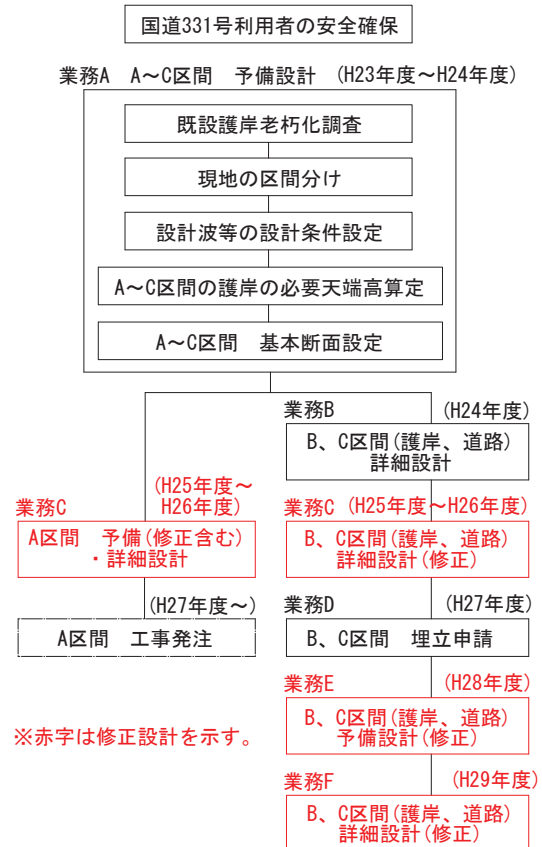 国道331号利用者の安全確保
業務A A～C区間 予備設計 (H23年度～H24年度)
既設護岸老朽化調査
現地の区間分け
設計波等の設計条件設定
A～C区間の護岸の必要天端高算定
A～C区間 基本断面設定
業務B (H24年度)
B、C区間(護岸、道路)
詳細設計
業務C (H25年度～
H26年度)
A区間 予備(修正含む)
・詳細設計
業務C (H25年度～H26年度)
B、C区間(護岸、道路)
詳細設計(修正)
(H27年度～)
A区間 工事発注
業務D (H27年度)
B、C区間 埋立申請
業務E (H28年度)
B、C区間(護岸、道路)
予備設計(修正)
※赤字は修正設計を示す。
業務F (H29年度)
B、C区間(護岸、道路)
詳細設計(修正)